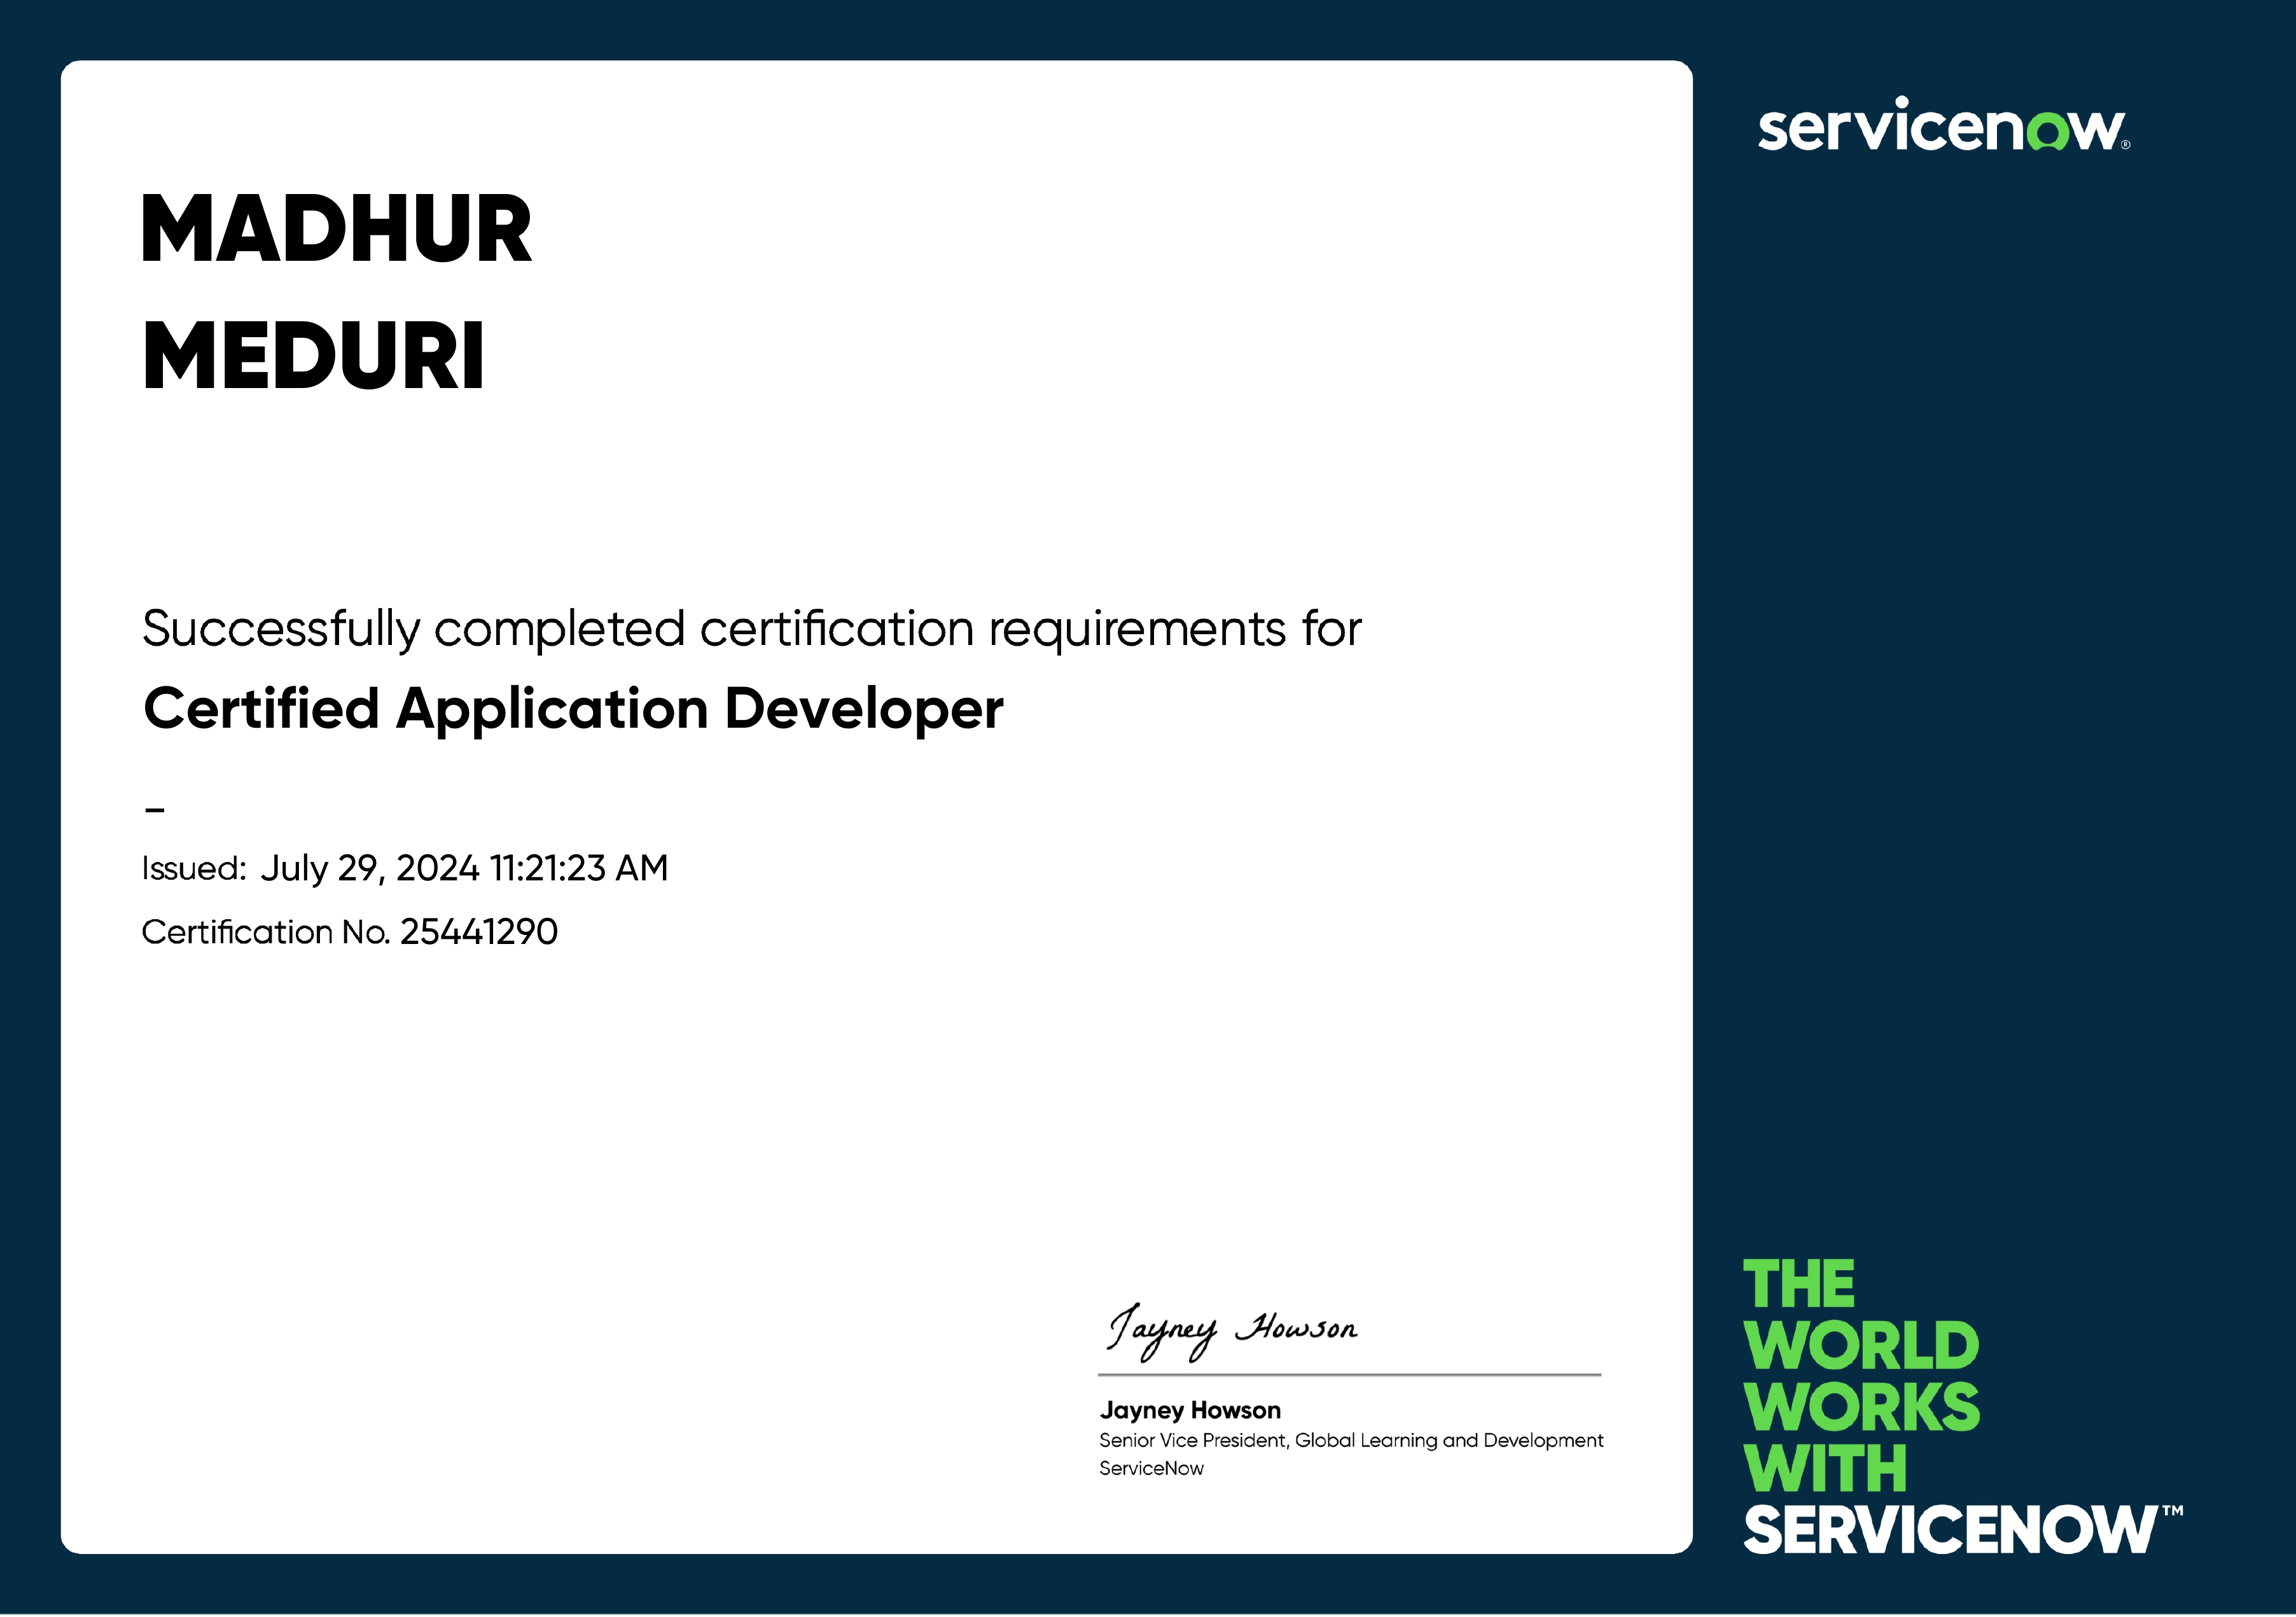 MADHUR
MEDURI
Successfully completed certification requirements for
Certified Application Developer
–
Issued: July 29, 2024 11:21:23 AM
Certification No. 25441290
Jayney Howson
Jayney Howson
Senior Vice President, Global Learning and Development
ServiceNow
servicenow®
THE
WORLD
WORKS
WITH
SERVICENOW™